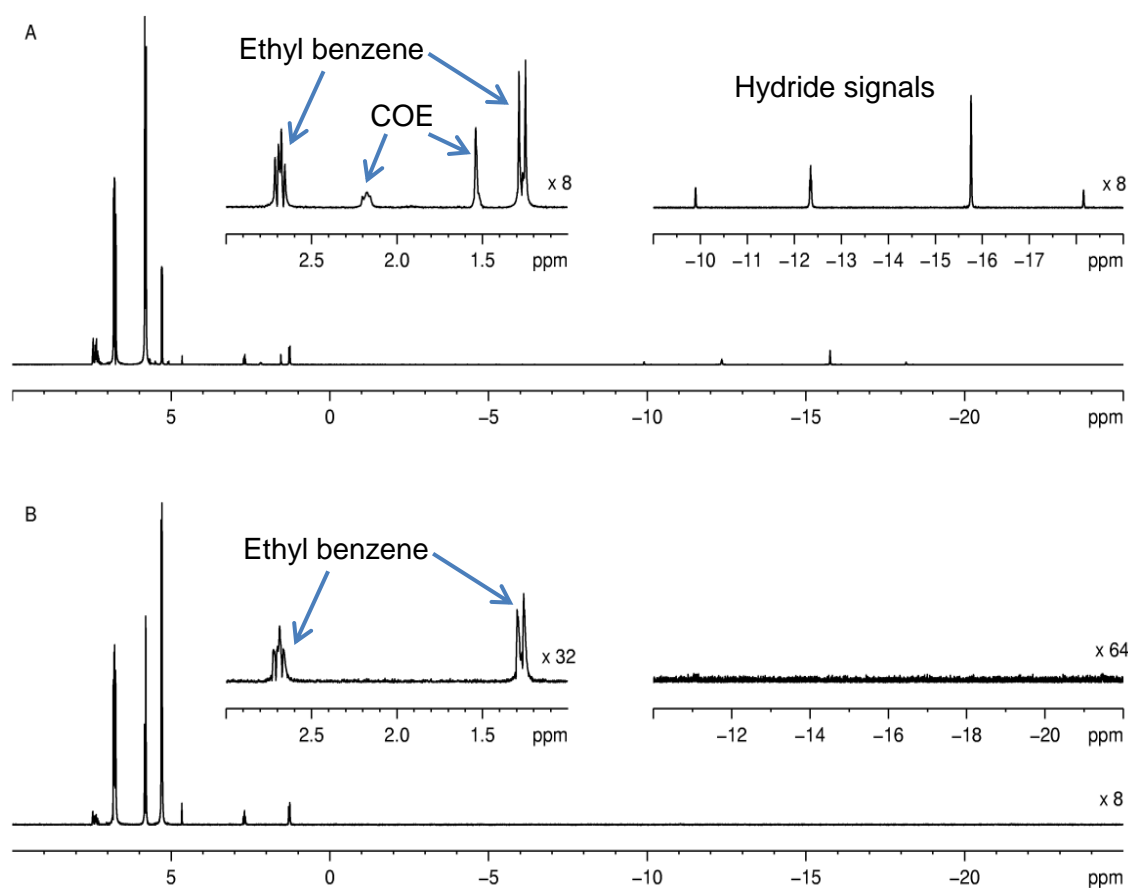 A
Ethyl benzene
COE
x 8
2.5 2.0 1.5 ppm
Hydride signals
x 8
−10 −11 −12 −13 −14 −15 −16 −17 ppm
5 0 −5 −10 −15 −20 ppm
B
Ethyl benzene
x 32
2.5 2.0 1.5 ppm
x 64
−12 −14 −16 −18 −20 ppm
x 8
5 0 −5 −10 −15 −20 ppm